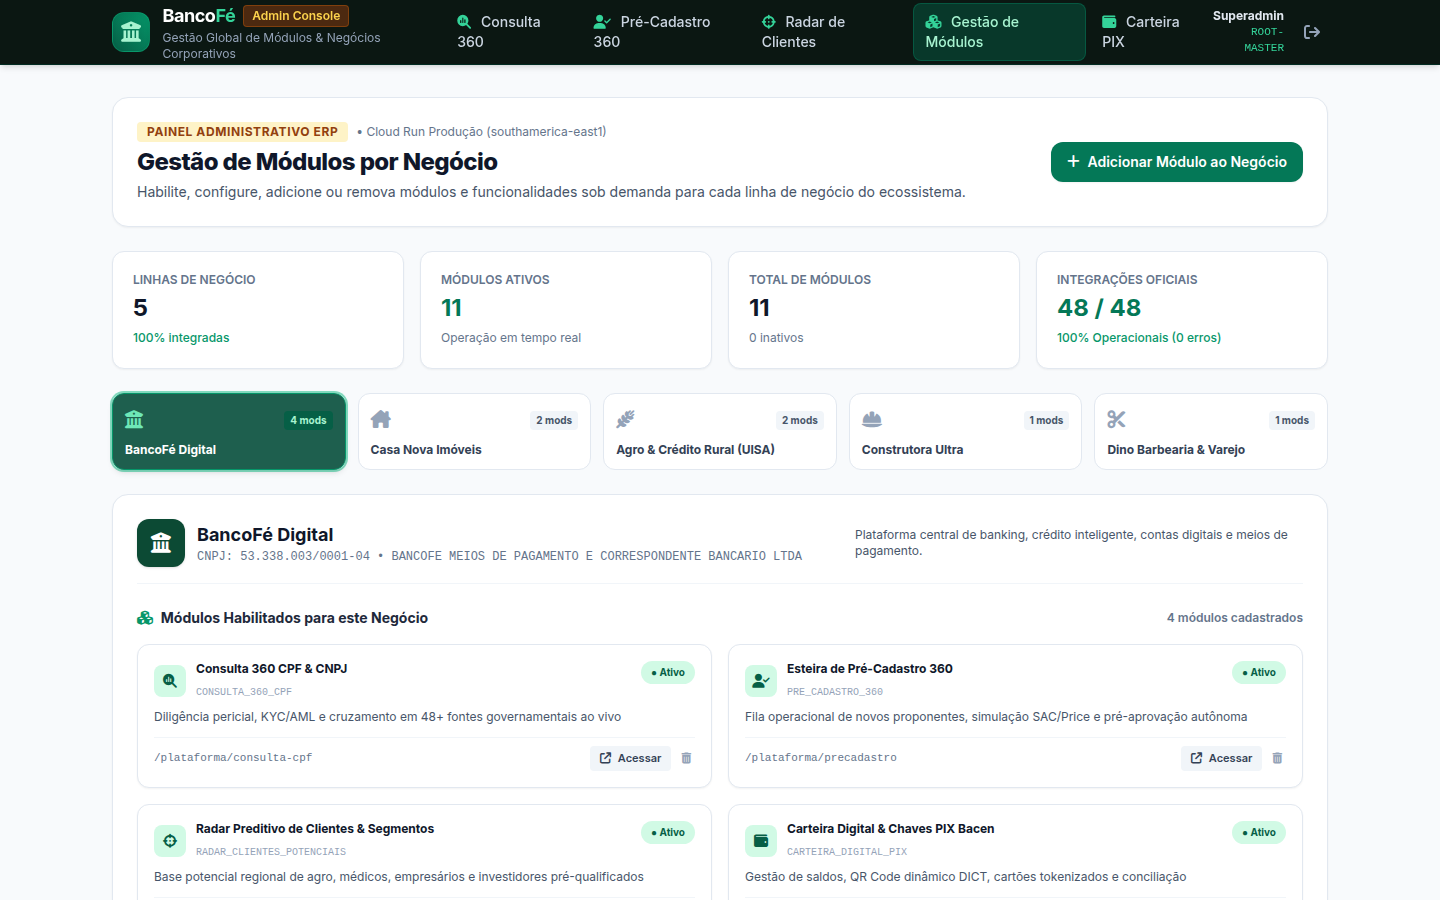 BancoFé Admin Console
Gestão Global de Módulos & Negócios
Corporativos
Consulta
360
Pré-Cadastro
360
Radar de
Clientes
Gestão de
Módulos
Carteira
PIX
Superadmin
ROOT-
MASTER
PAINEL ADMINISTRATIVO ERP • Cloud Run Produção (southamerica-east1)
Gestão de Módulos por Negócio
Habilite, configure, adicione ou remova módulos e funcionalidades sob demanda para cada linha de negócio do ecossistema.
+ Adicionar Módulo ao Negócio
LINHAS DE NEGÓCIO
5
100% integradas
MÓDULOS ATIVOS
11
Operação em tempo real
TOTAL DE MÓDULOS
11
0 inativos
INTEGRAÇÕES OFICIAIS
48 / 48
100% Operacionais (0 erros)
4 mods
BancoFé Digital
2 mods
Casa Nova Imóveis
2 mods
Agro & Crédito Rural (UISA)
1 mods
Construtora Ultra
1 mods
Dino Barbearia & Varejo
BancoFé Digital
CNPJ: 53.338.003/0001-04 • BANCOFE MEIOS DE PAGAMENTO E CORRESPONDENTE BANCARIO LTDA
Plataforma central de banking, crédito inteligente, contas digitais e meios de
pagamento.
Módulos Habilitados para este Negócio
4 módulos cadastrados
Consulta 360 CPF & CNPJ
CONSULTA_360_CPF
● Ativo
Diligência pericial, KYC/AML e cruzamento em 48+ fontes governamentais ao vivo
/plataforma/consulta-cpf
Acessar
Esteira de Pré-Cadastro 360
PRE_CADASTRO_360
● Ativo
Fila operacional de novos proponentes, simulação SAC/Price e pré-aprovação autônoma
/plataforma/precadastro
Acessar
Radar Preditivo de Clientes & Segmentos
RADAR_CLIENTES_POTENCIAIS
● Ativo
Base potencial regional de agro, médicos, empresários e investidores pré-qualificados
Carteira Digital & Chaves PIX Bacen
CARTEIRA_DIGITAL_PIX
● Ativo
Gestão de saldos, QR Code dinâmico DICT, cartões tokenizados e conciliação